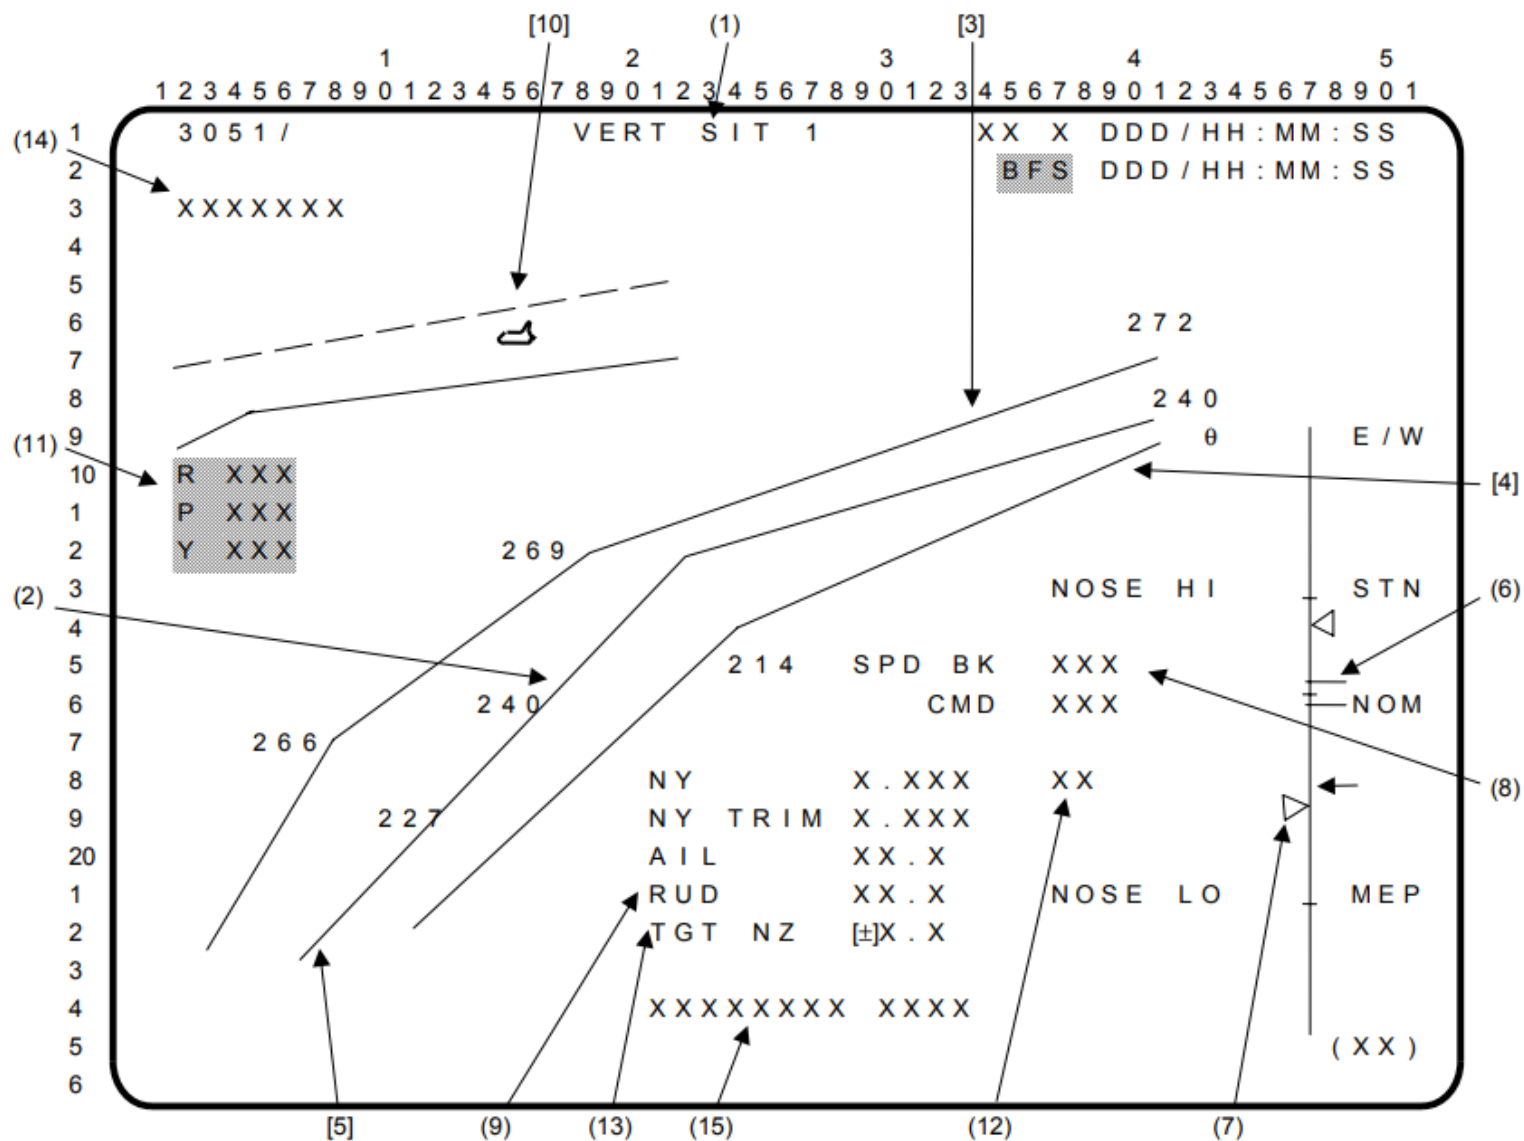 [10] (1) [3]
1 2 3 4 5
1 2 3 4 5 6 7 8 9 0 1 2 3 4 5 6 7 8 9 0 1 2 3 4 5 6 7 8 9 0 1 2 3 4 5 6 7 8 9 0 1 2 3 4 5 6 7 8 9 0 1
(14) 1 3051/ VERT SIT 1 XX X DDD/HH:MM:SS
2 BFS DDD/HH:MM:SS
3 XXXXXXX
4
5
6 272
7
8 240
(11) 9 θ E/W
10 R XXX [4]
1 P XXX
2 Y XXX 269
(2) 3 NOSE HI STN (6)
4
5 214 SPD BK XXX
6 240 CMD XXX NOM
7 266
8 NY X.XXX XX (8)
9 227 NY TRIM X.XXX
20 AIL XX.X
1 RUD XX.X NOSE LO MEP
2 TGT NZ [±]X.X
3
4 XXXXXXXX XXXX
5 (XX)
6
[5] (9) (13) (15) (12) (7)